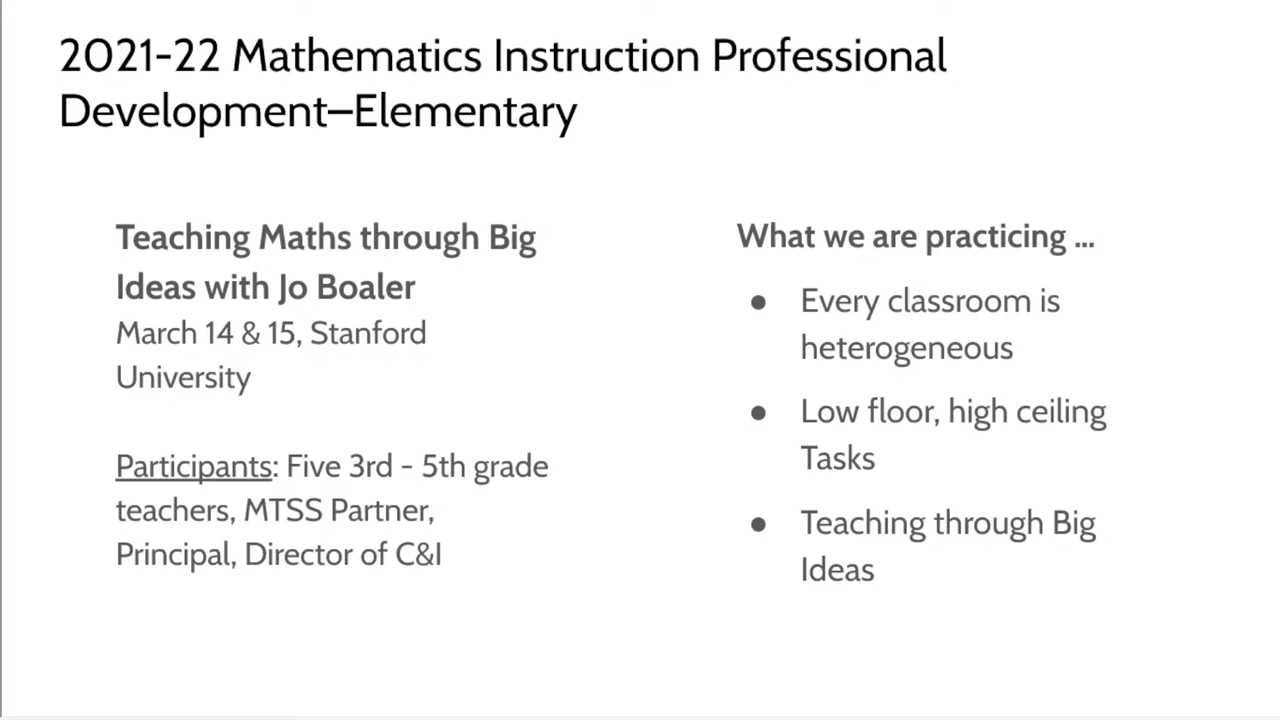 2021-22 Mathematics Instruction Professional
Development–Elementary
Teaching Maths through Big
Ideas with Jo Boaler
March 14 & 15, Stanford
University
Participants: Five 3rd - 5th grade
teachers, MTSS Partner,
Principal, Director of C&I
What we are practicing ...
● Every classroom is
heterogeneous
● Low floor, high ceiling
Tasks
● Teaching through Big
Ideas